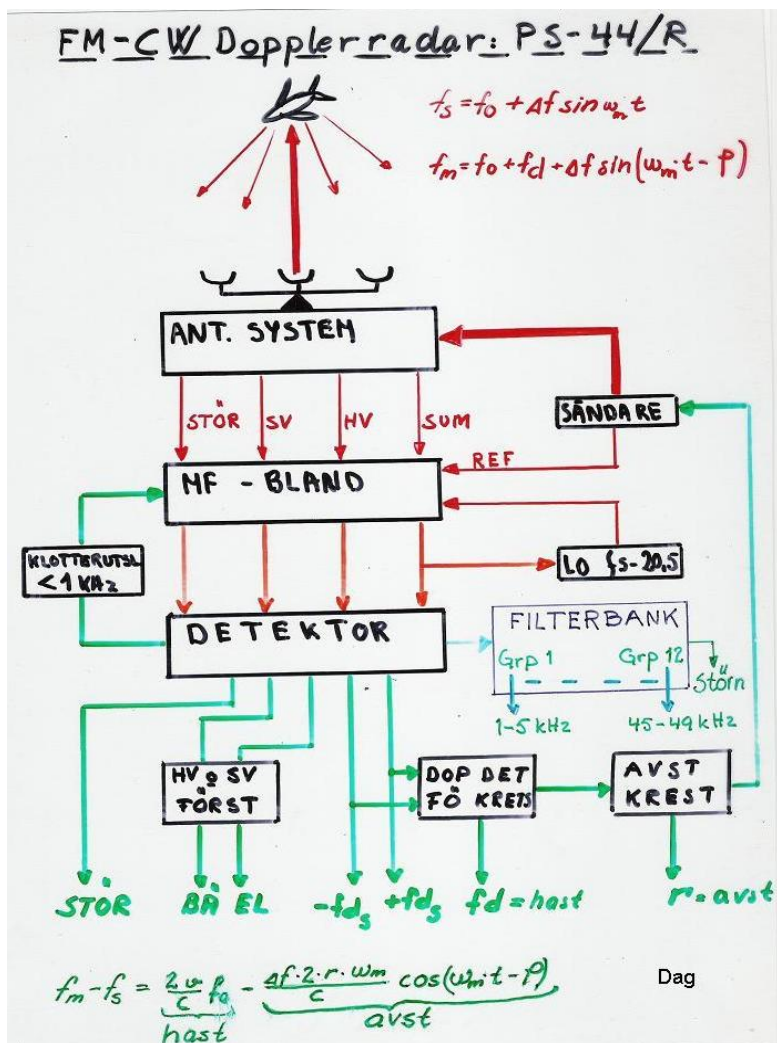 FM-CW Dopplerradar: PS-44/R
fs = f0 + Δf sin ωm t
fm = f0 + fd + Δf sin(ωm·t - φ)
ANT. SYSTEM
SÄNDARE
STÖR SV HV SUM
REF
MF - BLAND
KLOTTERUTSL
<1 kHz
LO fs-20,5
DETEKTOR
FILTERBANK
Grp 1 Grp 12
Störn
1-5 kHz 45-49 kHz
HV o SV
FÖRST
DOP DET
FÖ KRETS
AVST
KREST
STÖR BÄ EL -fds +fds fd = hast r = avst
fm - fs = 2v/c f0 - Δf·2·r·ωm/c cos(ωm·t - φ)
hast avst
Dag